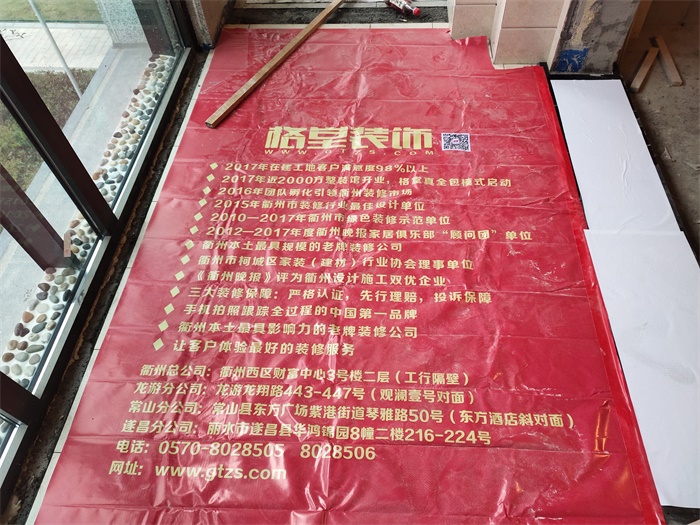 格堂装饰
WWW.GTZS.COM
◆ 2017年在建工地客户满意度98%以上
◆ 2017年近2000方整装馆开业，格堂真全包模式启动
◆ 2016年团队孵化引领衢州装修市场
◆ 2015年衢州市装修行业最佳设计单位
◆ 2010—2017年衢州市绿色装修示范单位
◆ 2012—2017年度衢州晚报家居俱乐部“顾问团”单位
◆ 衢州本土最具规模的老牌装修公司
◆ 衢州市柯城区家装（建材）行业协会理事单位
◆ 《衢州晚报》评为衢州设计施工双优企业
◆ 三大装修保障：严格认证，先行理赔，投诉保障
◆ 手机拍照跟踪全过程的中国第一品牌
◆ 衢州本土最具影响力的老牌装修公司
◆ 让客户体验最好的装修服务
衢州总公司：衢州西区财富中心3号楼二层（工行隔壁）
龙游分公司：龙游龙翔路443-447号（观澜壹号对面）
常山分公司：常山县东方广场紫港街道琴雅路50号（东方酒店斜对面）
遂昌分公司：丽水市遂昌县华鸿锦园8幢二楼216-224号
电话：0570-8028505 8028506
网址：www.gtzs.com